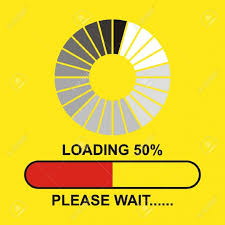 LOADING 50%
PLEASE WAIT......